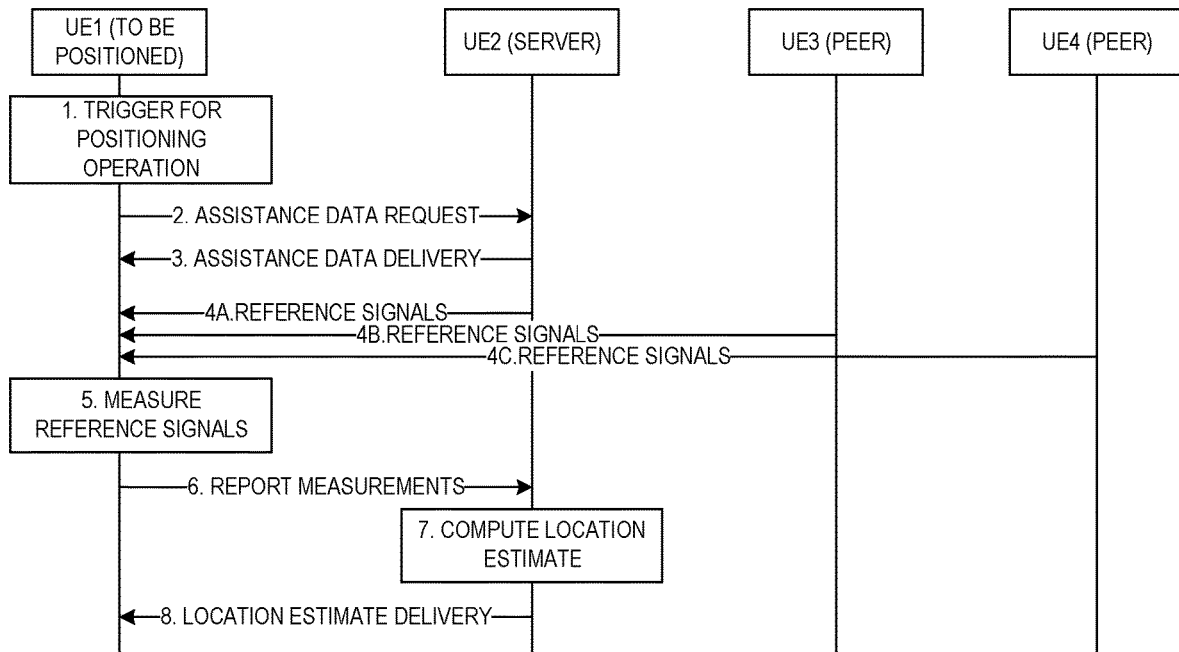 UE1 (TO BE
POSITIONED)
UE2 (SERVER)
UE3 (PEER)
UE4 (PEER)
1. TRIGGER FOR
POSITIONING
OPERATION
2. ASSISTANCE DATA REQUEST
3. ASSISTANCE DATA DELIVERY
4A.REFERENCE SIGNALS
4B.REFERENCE SIGNALS
4C.REFERENCE SIGNALS
5. MEASURE
REFERENCE SIGNALS
6. REPORT MEASUREMENTS
7. COMPUTE LOCATION
ESTIMATE
8. LOCATION ESTIMATE DELIVERY